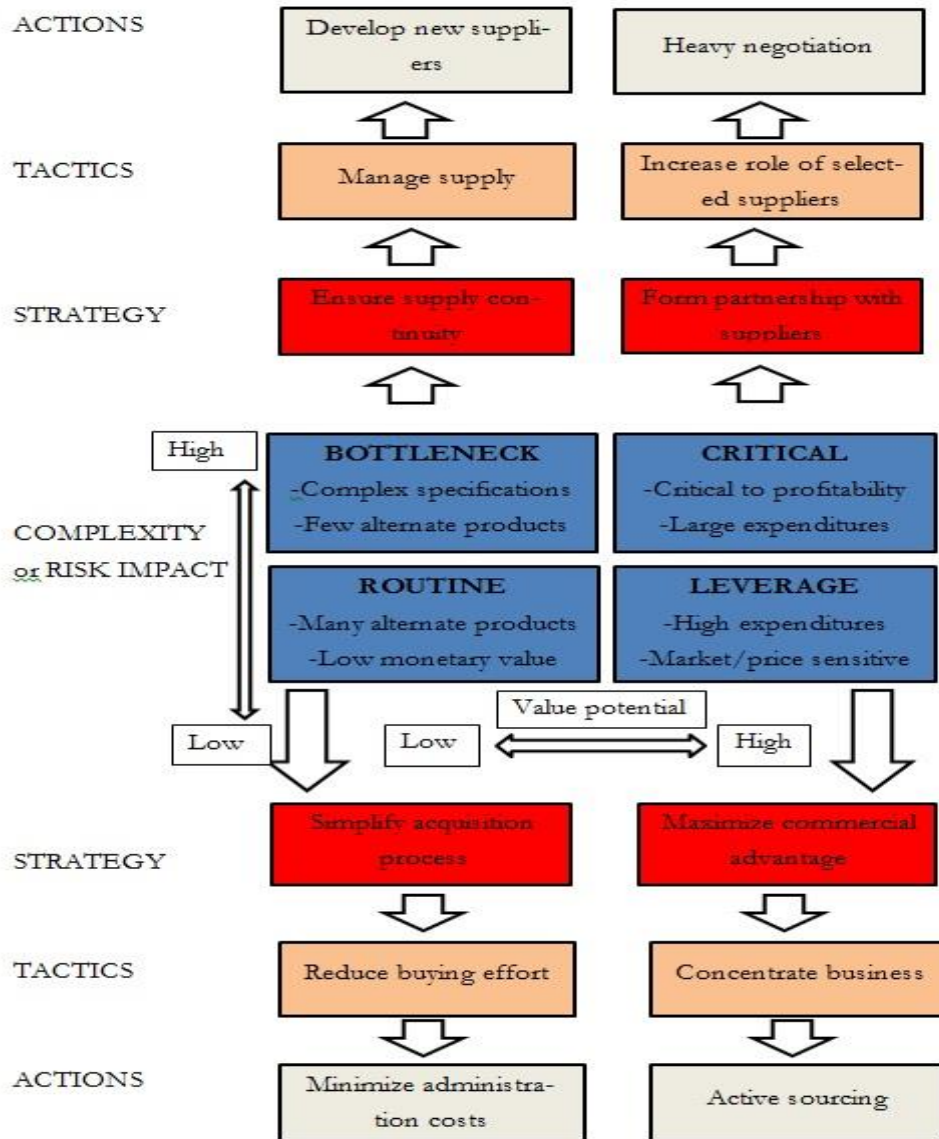 ACTIONS
Develop new suppli-
ers
Heavy negotiation
TACTICS
Manage supply
Increase role of select-
ed suppliers
STRATEGY
Ensure supply con-
tinuity
Form partnership with
suppliers
High
BOTTLENECK
-Complex specifications
-Few alternate products
CRITICAL
-Critical to profitability
-Large expenditures
COMPLEXITY
or RISK IMPACT
ROUTINE
-Many alternate products
-Low monetary value
LEVERAGE
-High expenditures
-Market/price sensitive
Value potential
Low
Low
High
STRATEGY
Simplify acquisition
process
Maximize commercial
advantage
TACTICS
Reduce buying effort
Concentrate business
ACTIONS
Minimize administra-
tion costs
Active sourcing